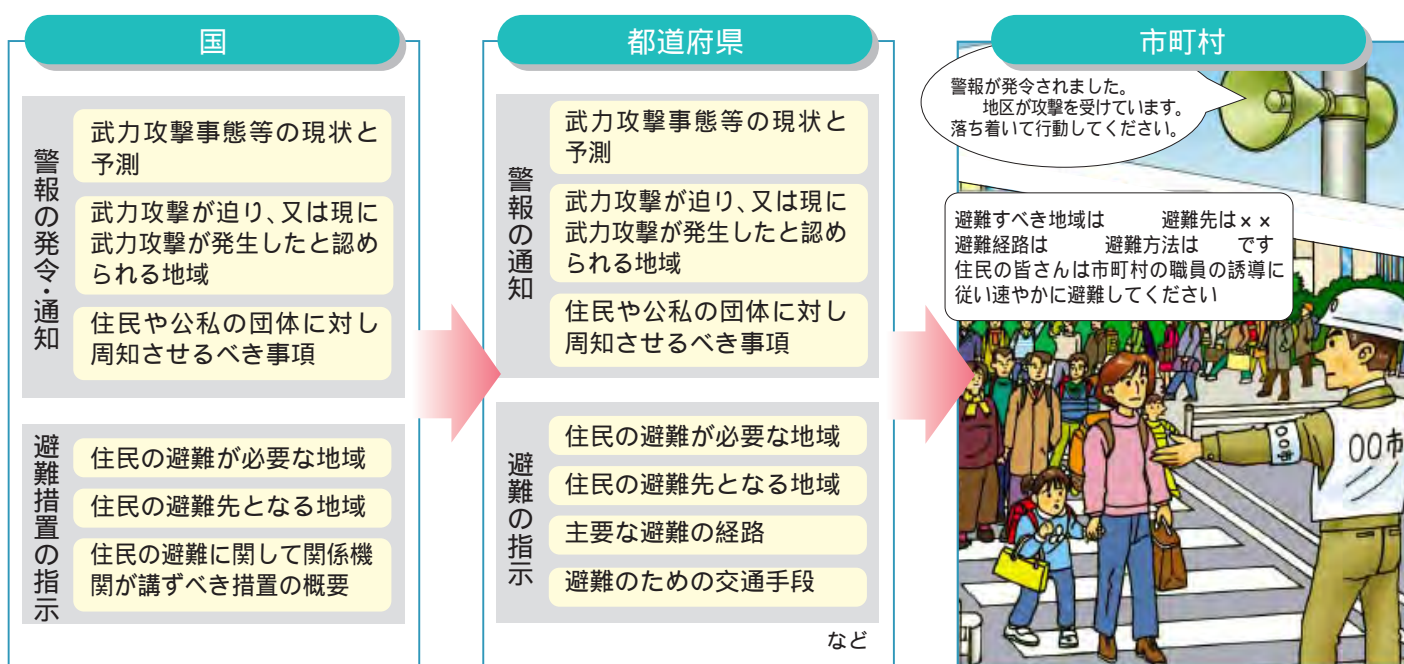 国
警報の発令・通知
武力攻撃事態等の現状と
予測
武力攻撃が迫り、又は現に
武力攻撃が発生したと認め
られる地域
住民や公私の団体に対し
周知させるべき事項
避難措置の指示
住民の避難が必要な地域
住民の避難先となる地域
住民の避難に関して関係機
関が講ずべき措置の概要
都道府県
警報の通知
武力攻撃事態等の現状と
予測
武力攻撃が迫り、又は現に
武力攻撃が発生したと認め
られる地域
住民や公私の団体に対し
周知させるべき事項
避難の指示
住民の避難が必要な地域
住民の避難先となる地域
主要な避難の経路
避難のための交通手段
など
市町村
警報が発令されました。
地区が攻撃を受けています。
落ち着いて行動してください。
避難すべき地域は 避難先は××
避難経路は 避難方法は です
住民の皆さんは市町村の職員の誘導に
従い速やかに避難してください
○○市
○○市